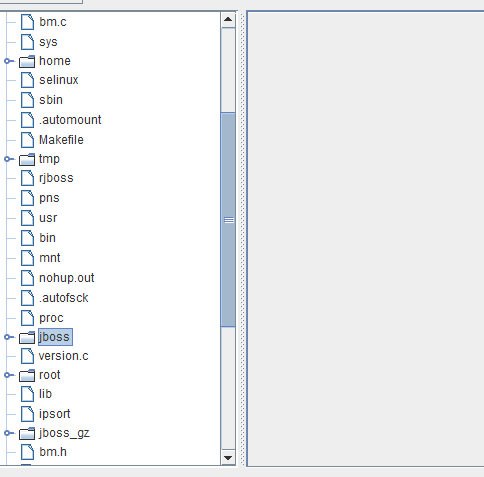 bm.c
sys
home
selinux
sbin
.automount
Makefile
tmp
rjboss
pns
usr
bin
mnt
nohup.out
.autofsck
proc
jboss
version.c
root
lib
ipsort
jboss_gz
bm.h